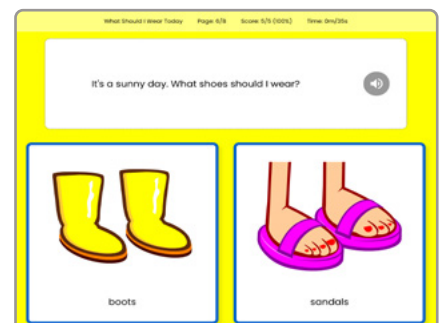 What Should I Wear Today Page: 6/8 Score: 5/5 (100%) Time: 0m/35s
It's a sunny day. What shoes should I wear?
boots
sandals